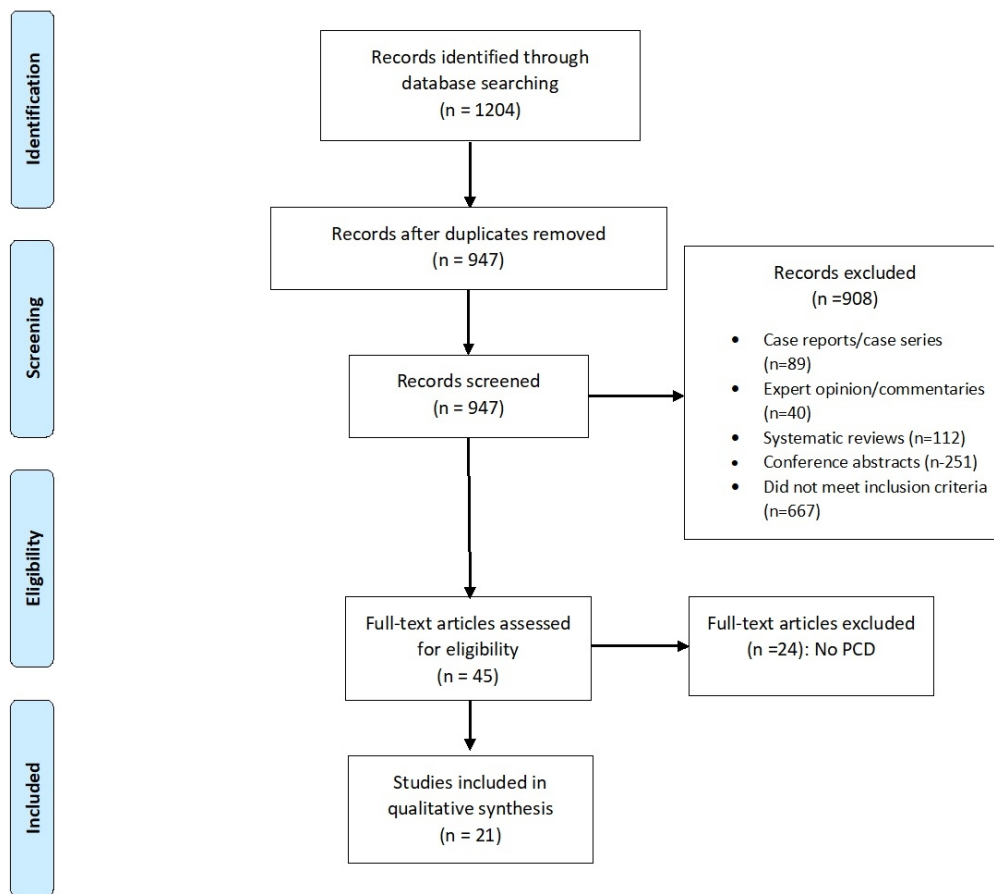 Identification
Records identified through
database searching
(n = 1204)
Records after duplicates removed
(n = 947)
Screening
Records screened
(n = 947)
Records excluded
(n =908)
• Case reports/case series
(n=89)
• Expert opinion/commentaries
(n=40)
• Systematic reviews (n=112)
• Conference abstracts (n-251)
• Did not meet inclusion criteria
(n=667)
Eligibility
Full-text articles assessed
for eligibility
(n = 45)
Full-text articles excluded
(n =24): No PCD
Included
Studies included in
qualitative synthesis
(n = 21)